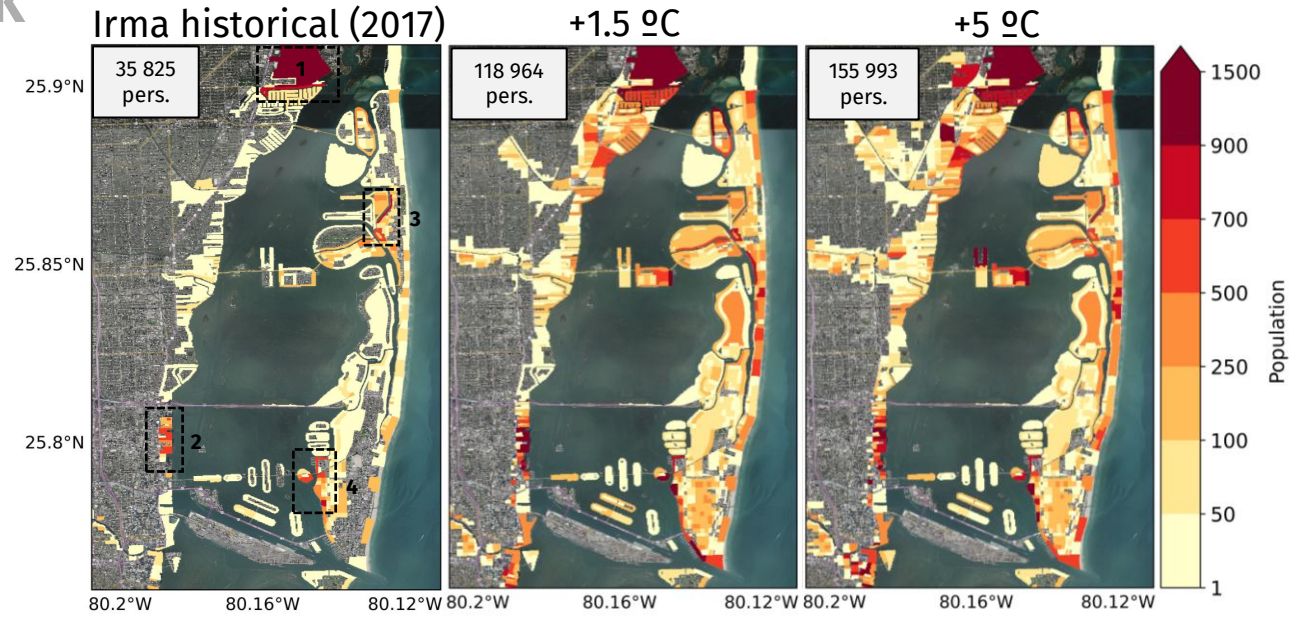 Irma historical (2017)
+1.5 ºC
+5 ºC
35 825
pers.
118 964
pers.
155 993
pers.
1
2
3
4
25.9°N
25.85°N
25.8°N
80.2°W
80.16°W
80.12°W
80.2°W
80.16°W
80.12°W
80.2°W
80.16°W
80.12°W
1500
900
700
500
250
100
50
1
Population